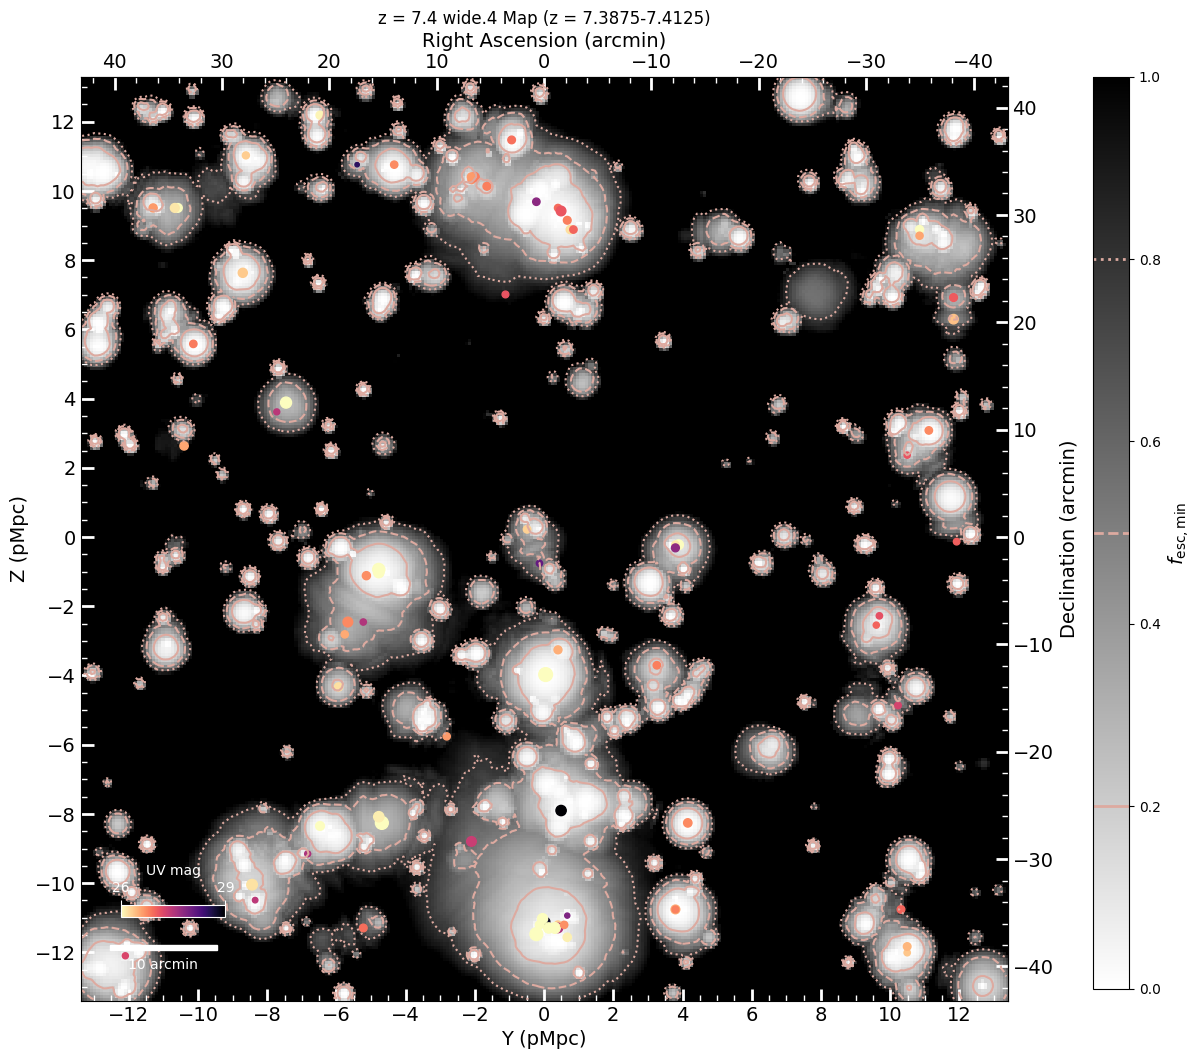 z = 7.4 wide.4 Map (z = 7.3875-7.4125)
Right Ascension (arcmin)
40 30 20 10 0 −10 −20 −30 −40
12
10
8
6
4
2
0
−2
−4
−6
−8
−10
−12
Z (pMpc)
40
30
20
10
0
−10
−20
−30
−40
Declination (arcmin)
1.0
0.8
0.6
0.4
0.2
0.0
f_esc,min
UV mag
26 29
10 arcmin
−12 −10 −8 −6 −4 −2 0 2 4 6 8 10 12
Y (pMpc)